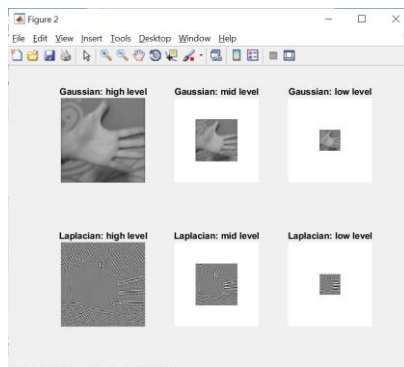 Figure 2
File Edit View Insert Tools Desktop Window Help
Gaussian: high level Gaussian: mid level Gaussian: low level
Laplacian: high level Laplacian: mid level Laplacian: low level